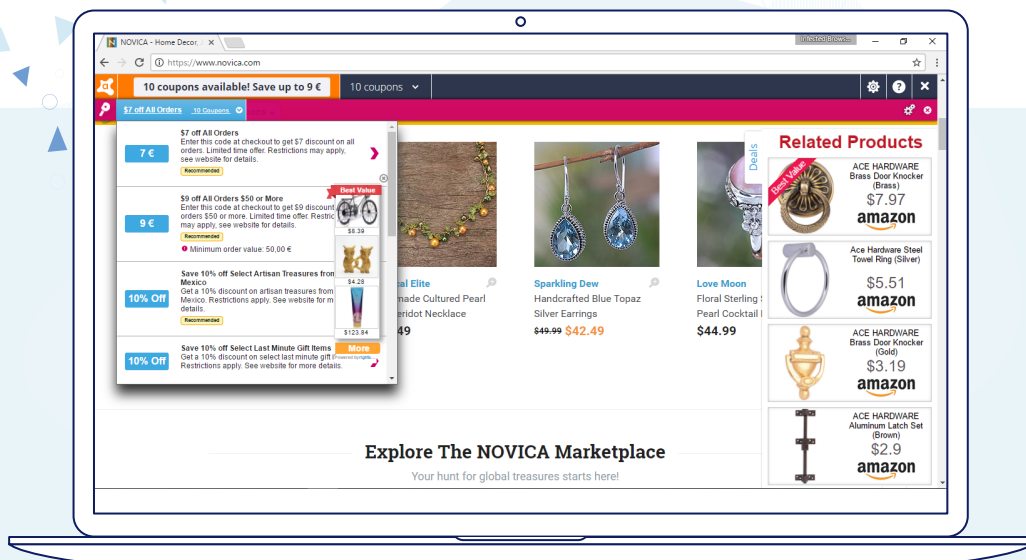 NOVICA - Home Decor,
Infected Brows...
https://www.novica.com
10 coupons available! Save up to 9 €
10 coupons
$7 off All Orders
10 Coupons
7 €
$7 off All Orders
Enter this code at checkout to get $7 discount on all
orders. Limited time offer. Restrictions may apply,
see website for details.
Recommended
9 €
$9 off All Orders $50 or More
Enter this code at checkout to get $9 discount
orders $50 or more. Limited time offer. Restric
may apply, see website for details.
Recommended
Minimum order value: 50,00 €
10% Off
Save 10% off Select Artisan Treasures from
Mexico
Get a 10% discount on artisan treasures from
Mexico. Restrictions apply. See website for m
details.
Recommended
10% Off
Save 10% off Select Last Minute Gift Items
Get a 10% discount on select last minute gift i
Restrictions apply. See website for more details.
Best Value
$8.39
$4.28
$123.84
More
Powered by
cal Elite
made Cultured Pearl
eridot Necklace
49
Sparkling Dew
Handcrafted Blue Topaz
Silver Earrings
$49.99 $42.49
Love Moon
Floral Sterling
Pearl Cocktail
$44.99
Deals
Related Products
Best Value
ACE HARDWARE
Brass Door Knocker
(Brass)
$7.97
amazon
Ace Hardware Steel
Towel Ring (Silver)
$5.51
amazon
ACE HARDWARE
Brass Door Knocker
(Gold)
$3.19
amazon
ACE HARDWARE
Aluminum Latch Set
(Brown)
$2.9
amazon
Explore The NOVICA Marketplace
Your hunt for global treasures starts here!